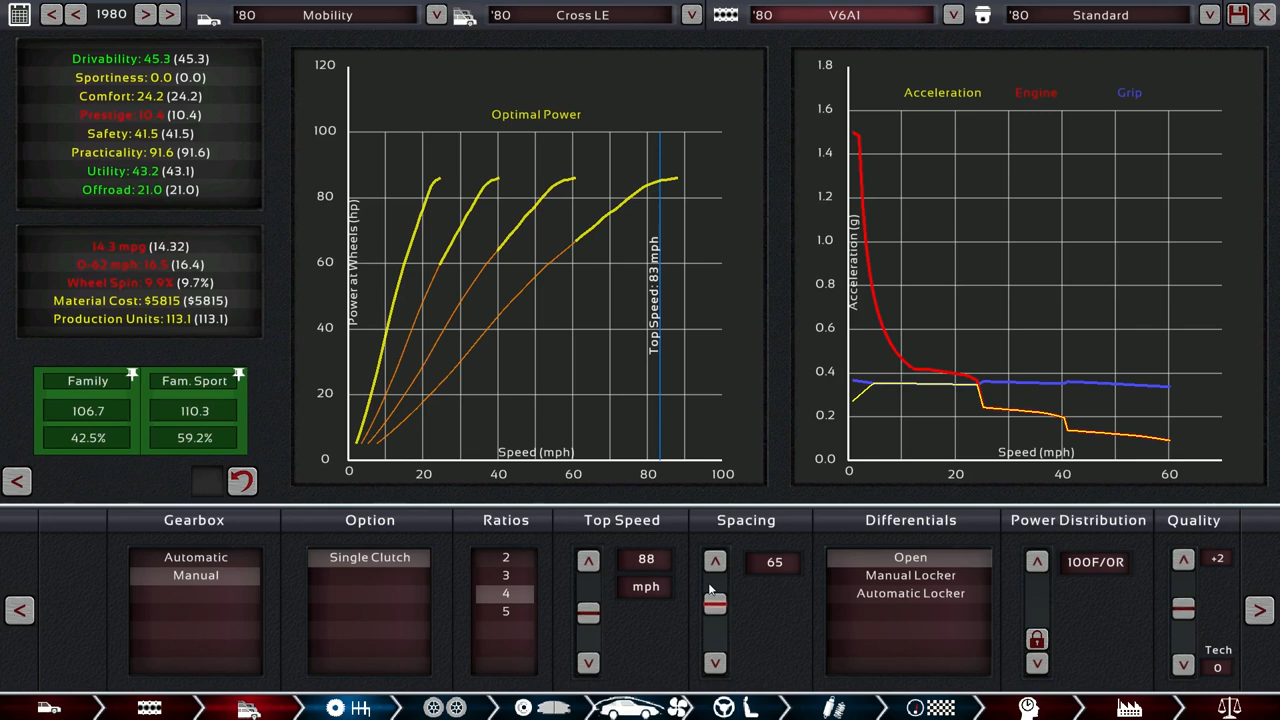 1980
'80 Mobility
'80 Cross LE
'80 V6A1
'80 Standard
Drivability: 45.3 (45.3)
Sportiness: 0.0 (0.0)
Comfort: 24.2 (24.2)
Prestige: 10.4 (10.4)
Safety: 41.5 (41.5)
Practicality: 91.6 (91.6)
Utility: 43.2 (43.1)
Offroad: 21.0 (21.0)
14.3 mpg (14.32)
0-62 mph: 16.5 (16.4)
Wheel Spin: 9.9% (9.7%)
Material Cost: $5815 ($5815)
Production Units: 113.1 (113.1)
Family
Fam. Sport
106.7
110.3
42.5%
59.2%
120
100
80
60
40
20
0
Optimal Power
Power at Wheels (hp)
Top Speed: 83 mph
Speed (mph)
0 20 40 60 80 100
1.8
1.6
1.4
1.2
1.0
0.8
0.6
0.4
0.2
0.0
Acceleration Engine Grip
Acceleration (g)
Speed (mph)
0 20 40 60
Gearbox
Automatic
Manual
Option
Single Clutch
Ratios
2
3
4
5
Top Speed
88
mph
Spacing
65
Differentials
Open
Manual Locker
Automatic Locker
Power Distribution
100F/0R
Quality
+2
Tech
0